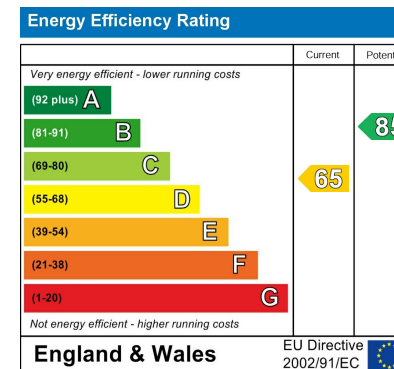 Energy Efficiency Rating
Current
Potent
Very energy efficient - lower running costs
(92 plus) A
(81-91) B
(69-80) C
(55-68) D
(39-54) E
(21-38) F
(1-20) G
65
Not energy efficient - higher running costs
England & Wales
EU Directive
2002/91/EC